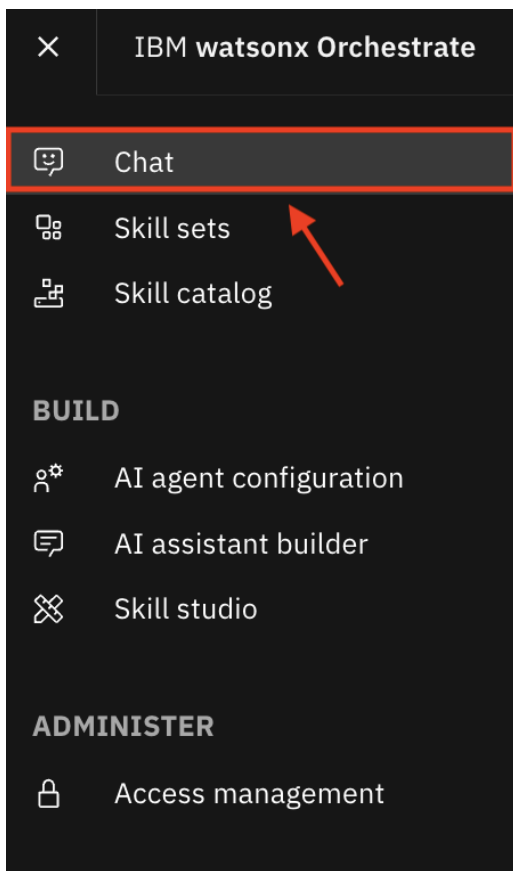 IBM watsonx Orchestrate
Chat
Skill sets
Skill catalog
BUILD
AI agent configuration
AI assistant builder
Skill studio
ADMINISTER
Access management